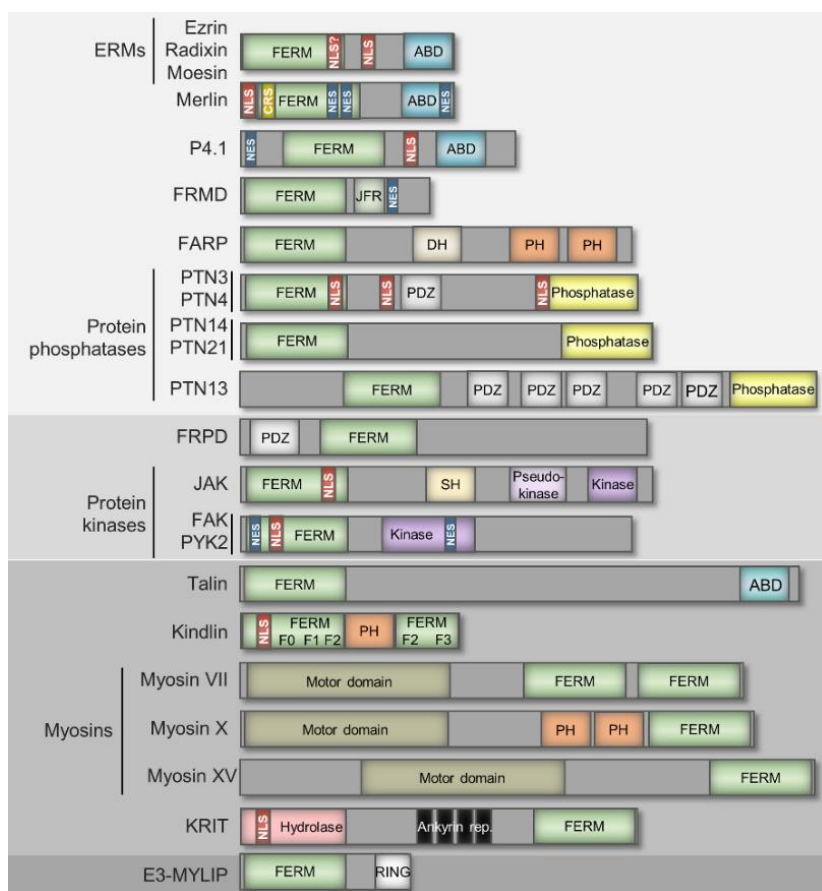 ERMs
Ezrin
Radixin
Moesin
FERM NLS? NLS ABD
Merlin
NLS CRS FERM NES NES ABD NES
P4.1
NES FERM NLS ABD
FRMD
FERM JFR NES
FARP
FERM DH PH PH
Protein
phosphatases
PTN3
PTN4
FERM NLS NLS PDZ NLS Phosphatase
PTN14
PTN21
FERM Phosphatase
PTN13
FERM PDZ PDZ PDZ PDZ PDZ Phosphatase
FRPD
PDZ FERM
Protein
kinases
JAK
FERM NLS SH Pseudo-
kinase Kinase
FAK
PYK2
NES NLS FERM Kinase NES
Talin
FERM ABD
Kindlin
NLS FERM PH FERM
F0 F1 F2 F2 F3
Myosins
Myosin VII
Motor domain FERM FERM
Myosin X
Motor domain PH PH FERM
Myosin XV
Motor domain FERM
KRIT
NLS Hydrolase Ankyrin rep. FERM
E3-MYLIP
FERM RING